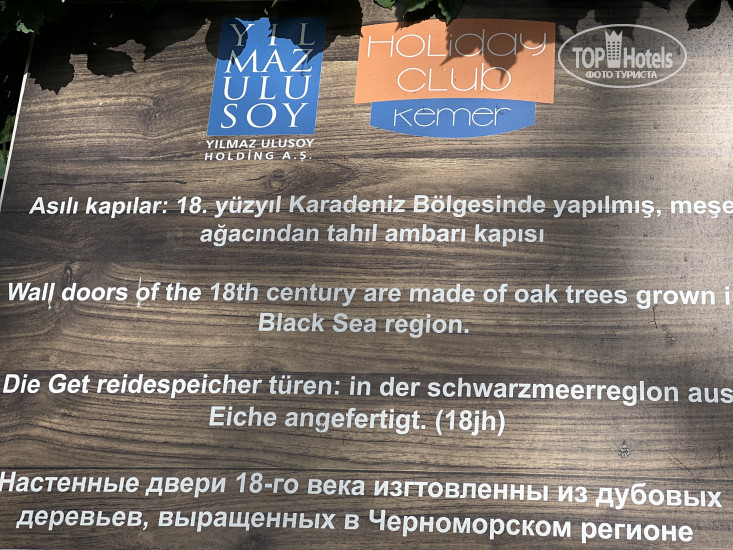 YIL
MAZ
ULU
SOY
YILMAZ ULUSOY
HOLDİNG A.Ş.
HOLiDAY
CLUB
Kemer
TOP Hotels
ФОТО ТУРИСТА
Asılı kapılar: 18. yüzyıl Karadeniz Bölgesinde yapılmış, meşe
ağacından tahıl ambarı kapısı
Wall doors of the 18th century are made of oak trees grown i
Black Sea region.
Die Get reidespeicher türen: in der schwarzmeerreglon aus
Eiche angefertigt. (18jh)
Настенные двери 18-го века изгтовленны из дубовых
деревьев, выращенных в Черноморском регионе